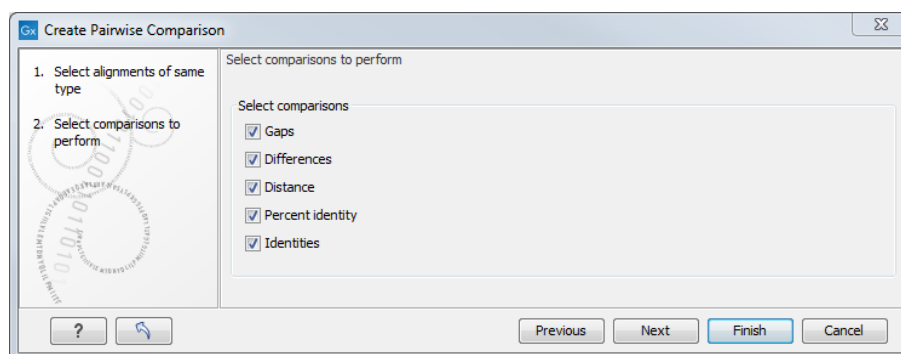 Gx Create Pairwise Comparison
1. Select alignments of same
type
2. Select comparisons to
perform
Select comparisons to perform
Select comparisons
Gaps
Differences
Distance
Percent identity
Identities
?
Previous
Next
Finish
Cancel